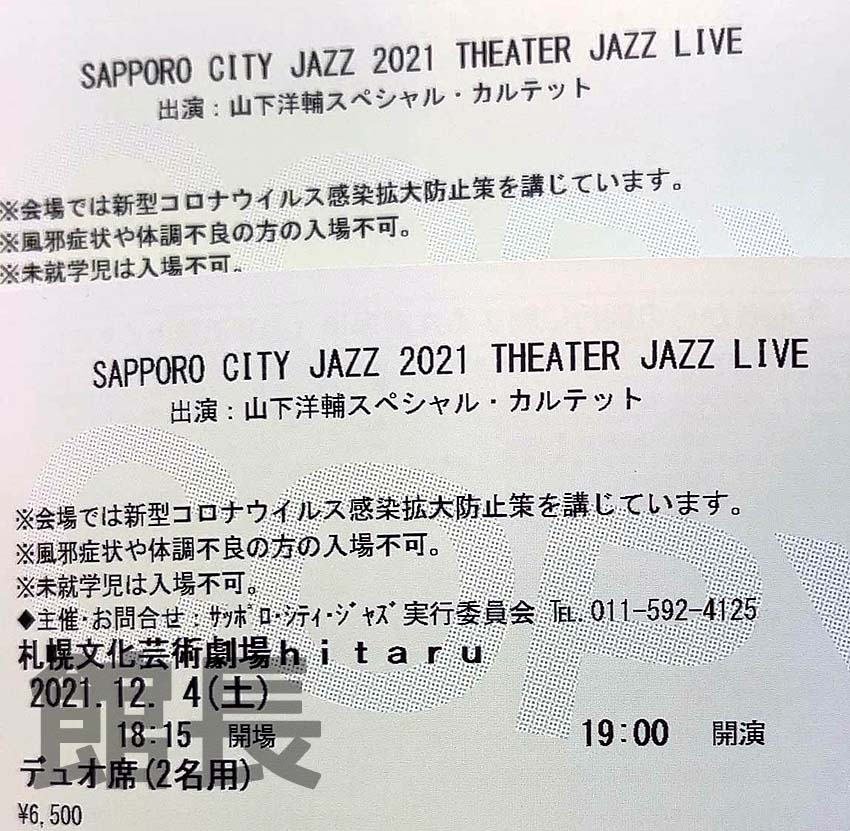 SAPPORO CITY JAZZ 2021 THEATER JAZZ LIVE
出演：山下洋輔スペシャル・カルテット
※会場では新型コロナウイルス感染拡大防止策を講じています。
※風邪症状や体調不良の方の入場不可。
※未就学児は入場不可。
SAPPORO CITY JAZZ 2021 THEATER JAZZ LIVE
出演：山下洋輔スペシャル・カルテット
※会場では新型コロナウイルス感染拡大防止策を講じています。
※風邪症状や体調不良の方の入場不可。
※未就学児は入場不可。
◆主催・お問合せ：ｻｯﾎﾟﾛ・ｼﾃｨ・ｼﾞｬｽﾞ実行委員会 ℡.011-592-4125
札幌文化芸術劇場ｈｉｔａｒｕ
2021.12. 4(土)
18:15 開場 19:00 開演
デュオ席(2名用)
¥6,500
COPY
館長